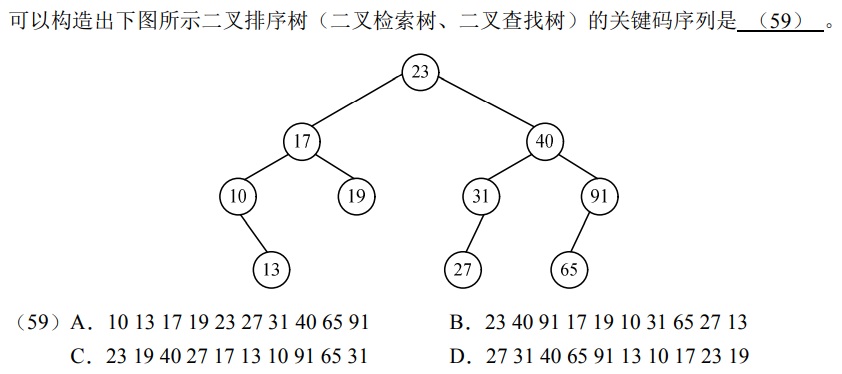 可以构造出下图所示二叉排序树（二叉检索树、二叉查找树）的关键码序列是 （59） 。
23
17 40
10 19 31 91
13 27 65
（59）A． 10 13 17 19 23 27 31 40 65 91 B． 23 40 91 17 19 10 31 65 27 13
C． 23 19 40 27 17 13 10 91 65 31 D． 27 31 40 65 91 13 10 17 23 19